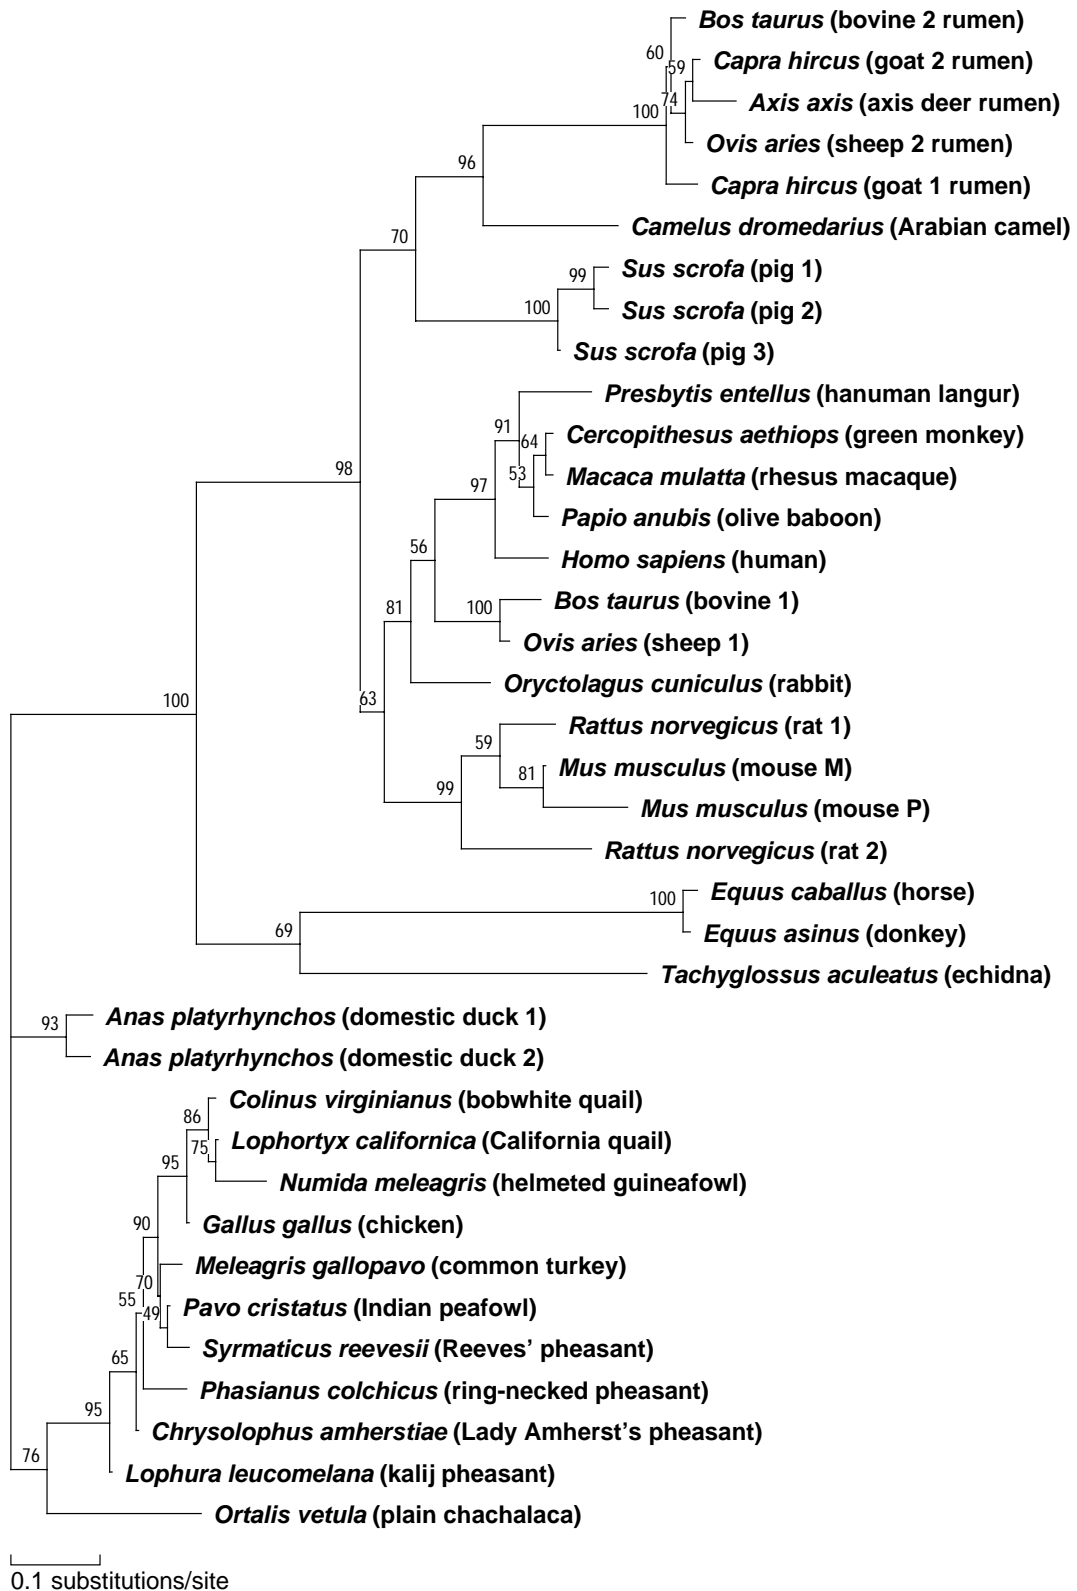 Bos taurus (bovine 2 rumen)
60
59
Capra hircus (goat 2 rumen)
74
Axis axis (axis deer rumen)
100
Ovis aries (sheep 2 rumen)
96
Capra hircus (goat 1 rumen)
Camelus dromedarius (Arabian camel)
70
Sus scrofa (pig 1)
99
Sus scrofa (pig 2)
100
Sus scrofa (pig 3)
Presbytis entellus (hanuman langur)
91
64
Cercopithesus aethiops (green monkey)
98
53
Macaca mulatta (rhesus macaque)
97
Papio anubis (olive baboon)
56
Homo sapiens (human)
81
100
Bos taurus (bovine 1)
Ovis aries (sheep 1)
Oryctolagus cuniculus (rabbit)
100
63
Rattus norvegicus (rat 1)
59
Mus musculus (mouse M)
81
99
Mus musculus (mouse P)
Rattus norvegicus (rat 2)
100
Equus caballus (horse)
69
Equus asinus (donkey)
Tachyglossus aculeatus (echidna)
93
Anas platyrhynchos (domestic duck 1)
Anas platyrhynchos (domestic duck 2)
Colinus virginianus (bobwhite quail)
86
75
Lophortyx californica (California quail)
95
Numida meleagris (helmeted guineafowl)
90
Gallus gallus (chicken)
Meleagris gallopavo (common turkey)
70
55
49
Pavo cristatus (Indian peafowl)
65
Syrmaticus reevesii (Reeves’ pheasant)
Phasianus colchicus (ring-necked pheasant)
95
Chrysolophus amherstiae (Lady Amherst’s pheasant)
76
Lophura leucomelana (kalij pheasant)
Ortalis vetula (plain chachalaca)
0.1 substitutions/site